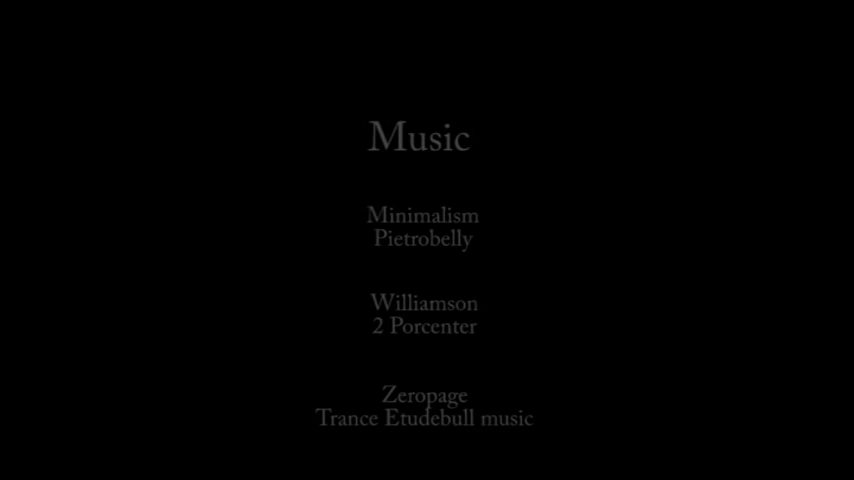 Music
Minimalism
Pietrobelly
Williamson
2 Porcenter
Zeropage
Trance Etudebull music